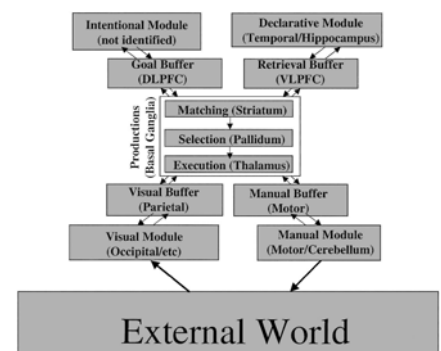 Intentional Module
(not identified)
Declarative Module
(Temporal/Hippocampus)
Goal Buffer
(DLPFC)
Retrieval Buffer
(VLPFC)
Productions
(Basal Ganglia)
Matching (Striatum)
Selection (Pallidum)
Execution (Thalamus)
Visual Buffer
(Parietal)
Manual Buffer
(Motor)
Visual Module
(Occipital/etc)
Manual Module
(Motor/Cerebellum)
External World